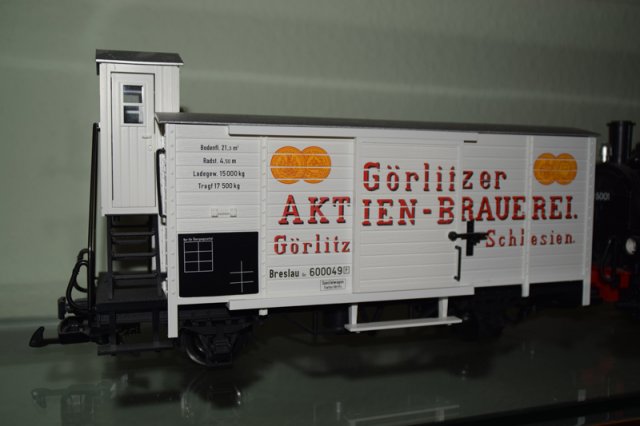 Bodenfl. 21,3 m²
Radst. 4,50 m
Ladegew. 15000 kg
Tragf 17 500 kg
Görlitzer
AKTIEN-BRAUEREI.
Görlitz Schlesien.
Breslau Gn 600049 P